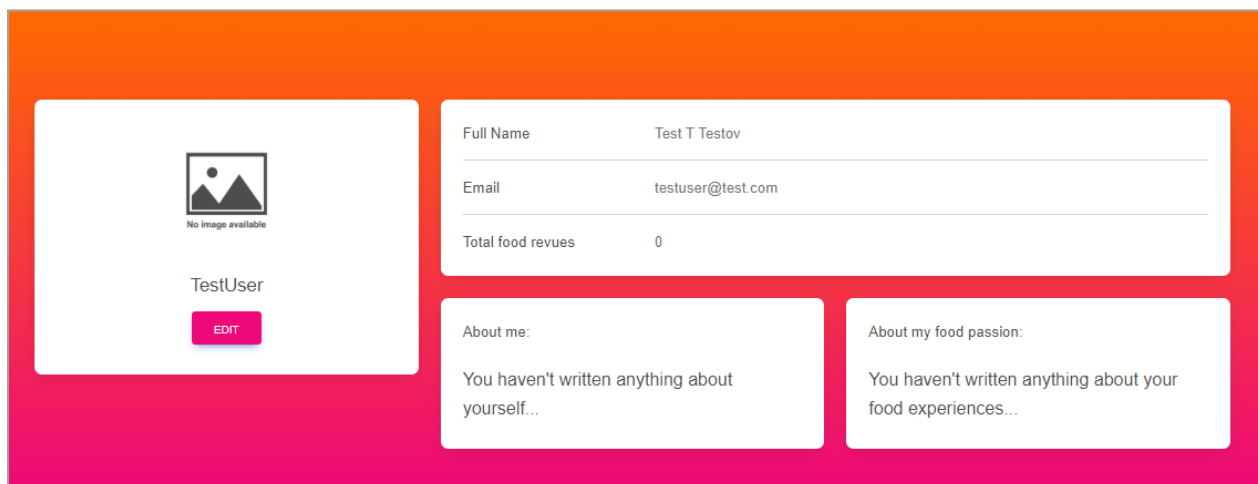 No image available
TestUser
EDIT
Full Name Test T Testov
Email testuser@test.com
Total food revues 0
About me:
You haven't written anything about
yourself...
About my food passion:
You haven't written anything about your
food experiences...